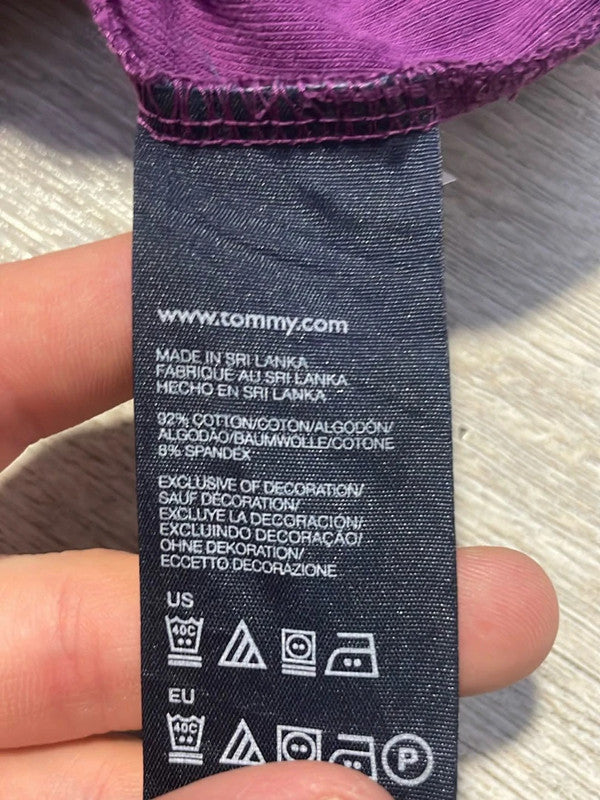 www.tommy.com
MADE IN SRI LANKA
FABRIQUE AU SRI LANKA
HECHO EN SRI LANKA
92% COTTON/COTON/ALGODÓN/
ALGODÃO/BAUMWOLLE/COTONE
8% SPANDEX
EXCLUSIVE OF DECORATION/
SAUF DÉCORATION/
EXCLUYE LA DECORACIÓN/
EXCLUINDO DECORAÇÃO/
OHNE DEKORATION/
ECCETTO DECORAZIONE
US
40C
EU
40C P